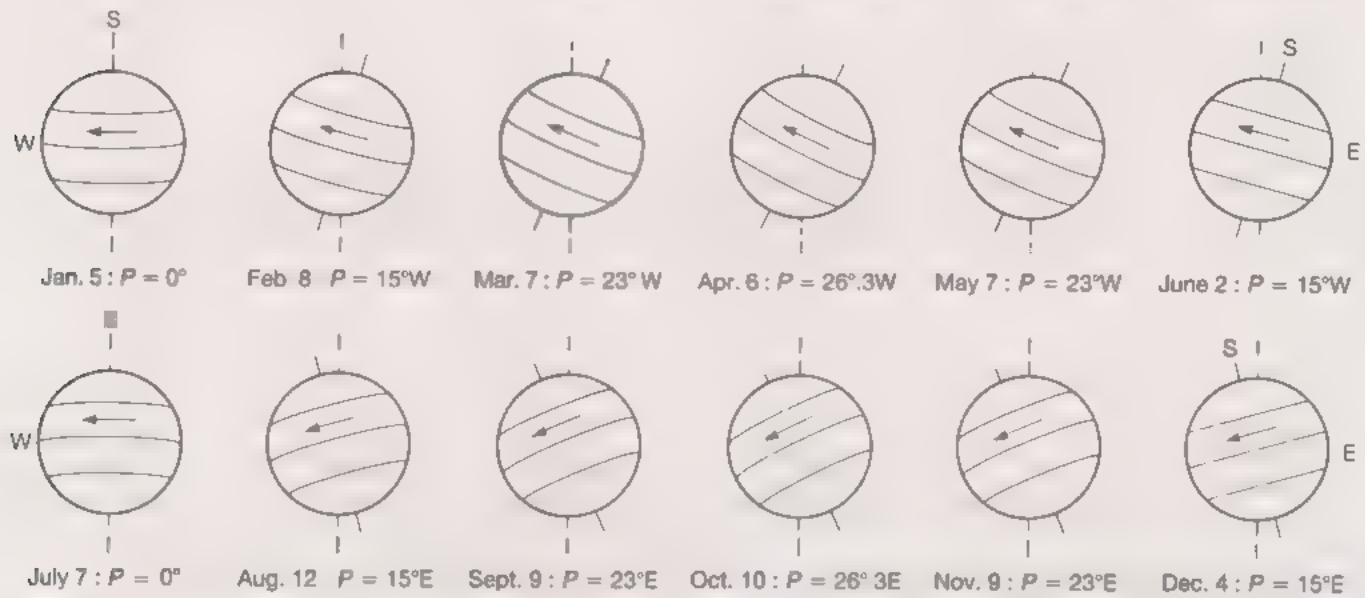 S
S
W
E
Jan. 5 : P = 0° Feb 8 P = 15°W Mar. 7 : P = 23° W Apr. 6 : P = 26°.3W May 7 : P = 23°W June 2 : P = 15°W
S
W
E
July 7 : P = 0° Aug. 12 P = 15°E Sept. 9 : P = 23°E Oct. 10 : P = 26° 3E Nov. 9 : P = 23°E Dec. 4 : P = 15°E